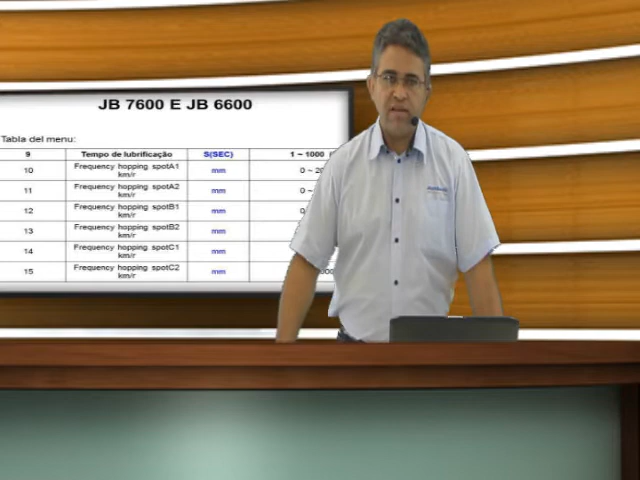 JB 7600 E JB 6600
Tabla del menu:
9 Tempo de lubrificação S(SEC) 1 ~ 1000
10 Frequency hopping spotA1 km/r mm 0 ~
11 Frequency hopping spotA2 km/r mm 0 ~
12 Frequency hopping spotB1 km/r mm
13 Frequency hopping spotB2 km/r mm 0 ~
14 Frequency hopping spotC1 km/r mm
15 Frequency hopping spotC2 km/r mm